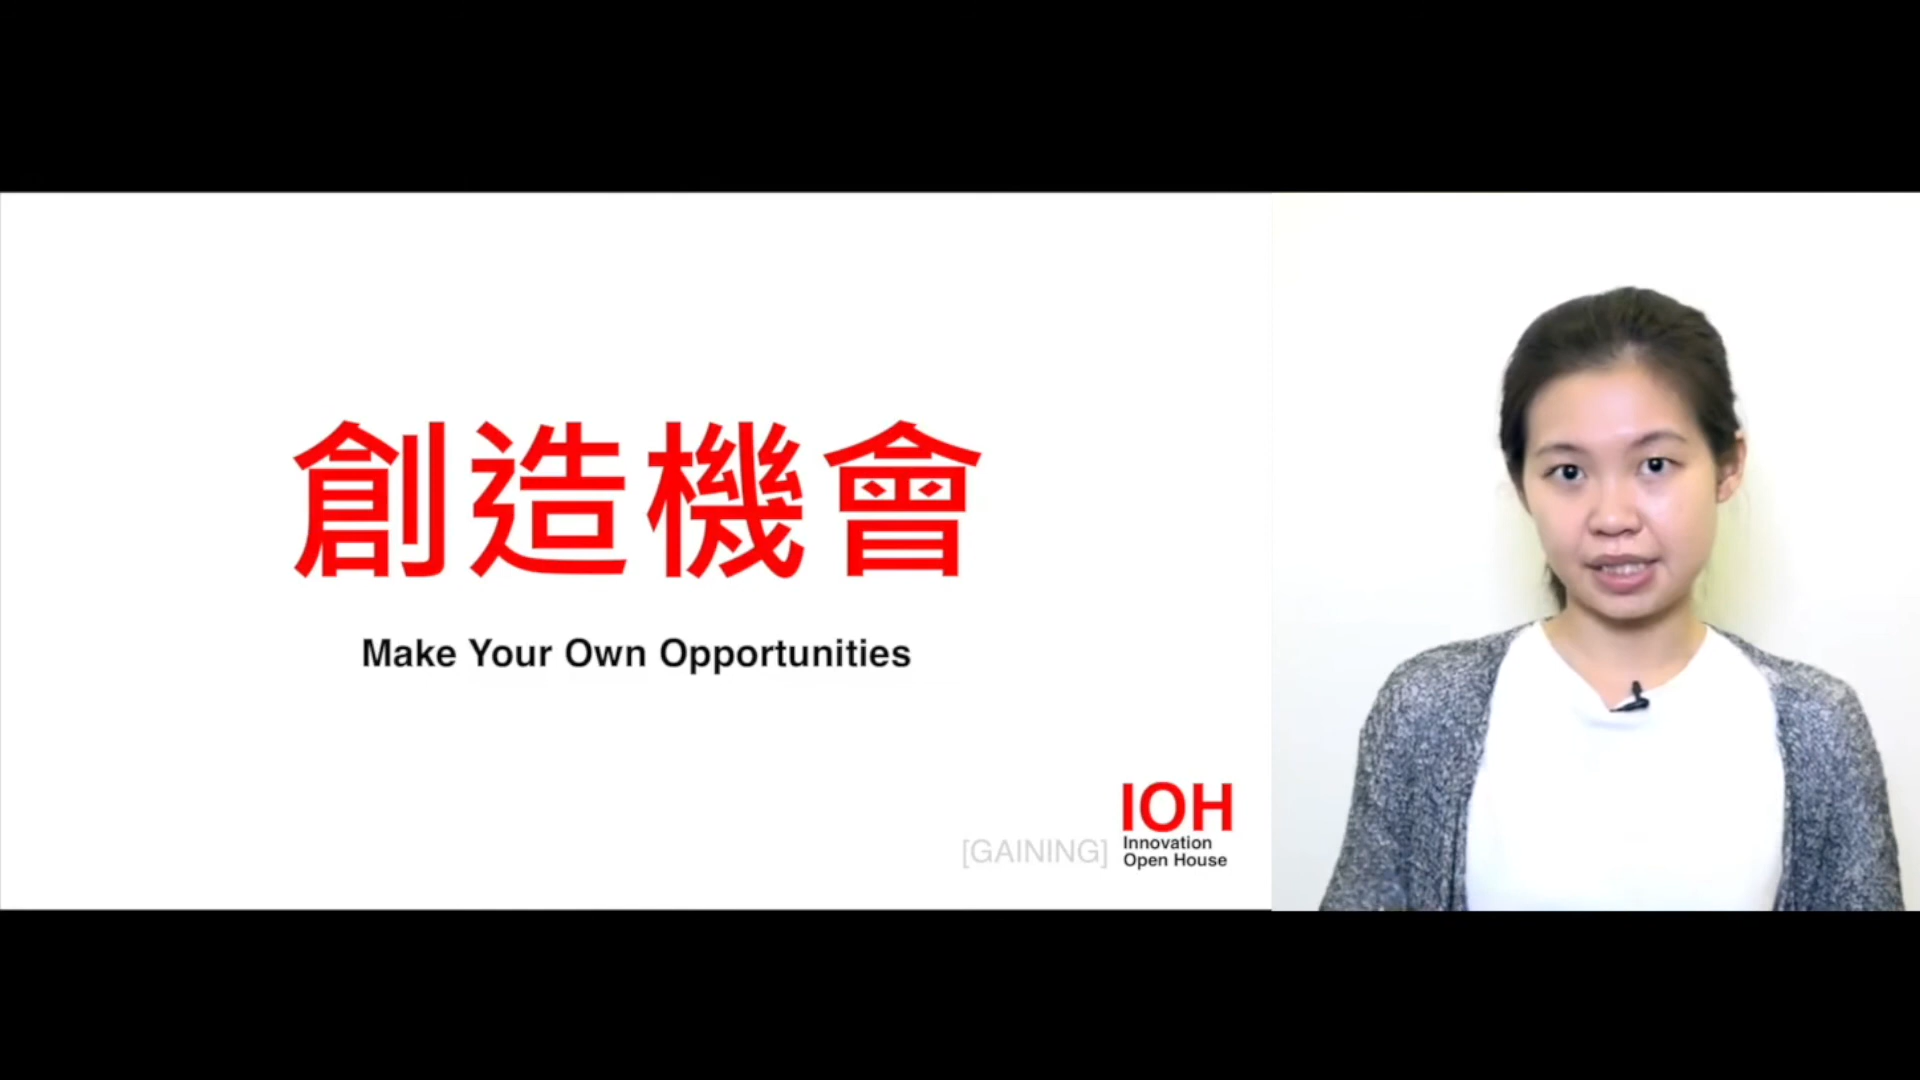 創造機會
Make Your Own Opportunities
[GAINING]
IOH
Innovation
Open House